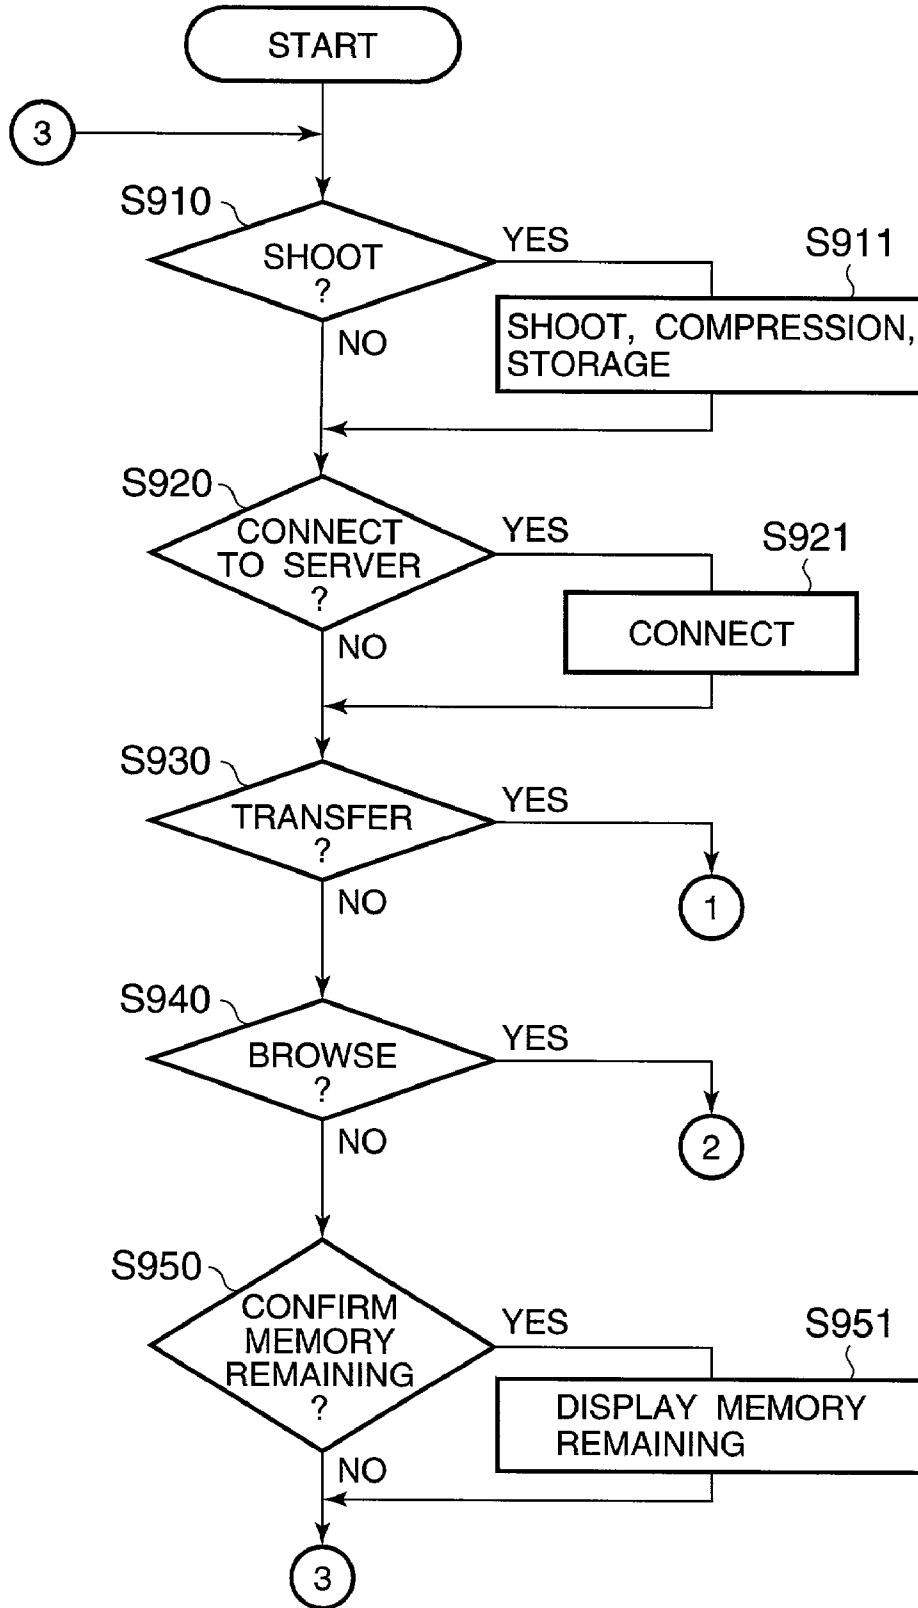 START
3
S910
SHOOT
?
YES
NO
S911
SHOOT, COMPRESSION,
STORAGE
S920
CONNECT
TO SERVER
?
YES
NO
S921
CONNECT
S930
TRANSFER
?
YES
NO
1
S940
BROWSE
?
YES
NO
2
S950
CONFIRM
MEMORY
REMAINING
?
YES
NO
S951
DISPLAY MEMORY
REMAINING
3